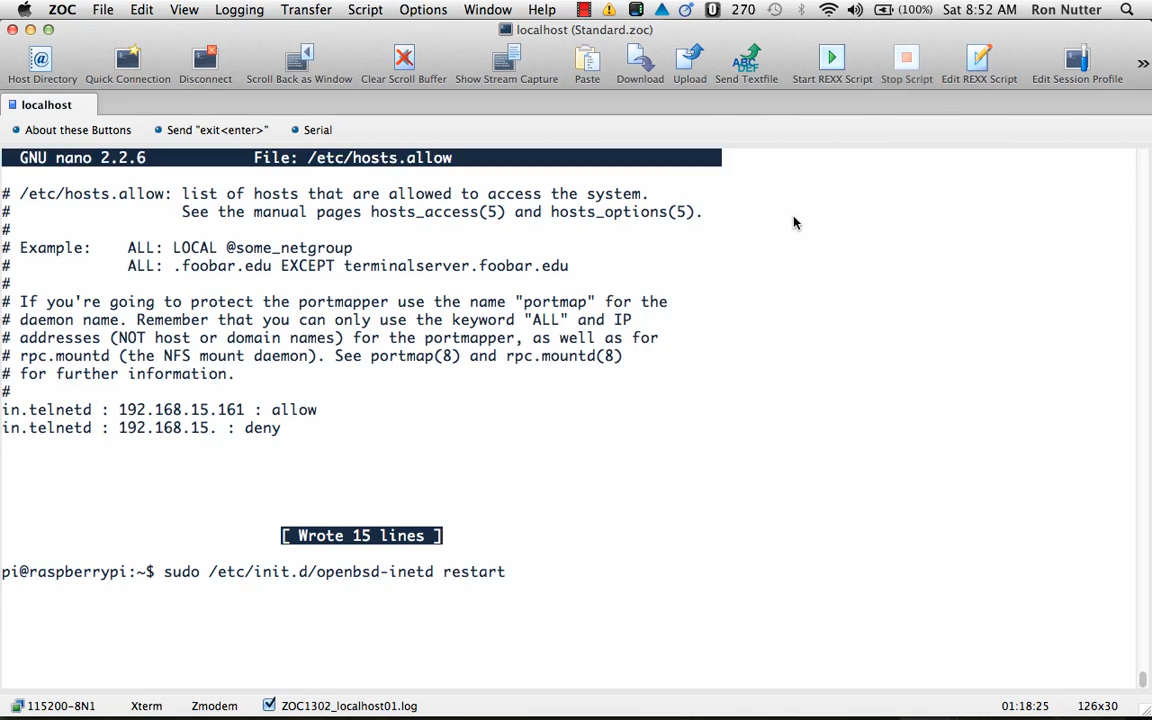 ZOC File Edit View Logging Transfer Script Options Window Help 270 (100%) Sat 8:52 AM Ron Nutter
localhost (Standard.zoc)
Host Directory Quick Connection Disconnect Scroll Back as Window Clear Scroll Buffer Show Stream Capture Paste Download Upload Send Textfile Start REXX Script Stop Script Edit REXX Script Edit Session Profile
localhost
About these Buttons Send "exit<enter>" Serial
GNU nano 2.2.6 File: /etc/hosts.allow
# /etc/hosts.allow: list of hosts that are allowed to access the system.
# See the manual pages hosts_access(5) and hosts_options(5).
#
# Example: ALL: LOCAL @some_netgroup
# ALL: .foobar.edu EXCEPT terminalserver.foobar.edu
#
# If you're going to protect the portmapper use the name "portmap" for the
# daemon name. Remember that you can only use the keyword "ALL" and IP
# addresses (NOT host or domain names) for the portmapper, as well as for
# rpc.mountd (the NFS mount daemon). See portmap(8) and rpc.mountd(8)
# for further information.
#
in.telnetd : 192.168.15.161 : allow
in.telnetd : 192.168.15. : deny
[ Wrote 15 lines ]
pi@raspberrypi:~$ sudo /etc/init.d/openbsd-inetd restart
115200-8N1 Xterm Zmodem ZOC1302_localhost01.log 01:18:25 126x30